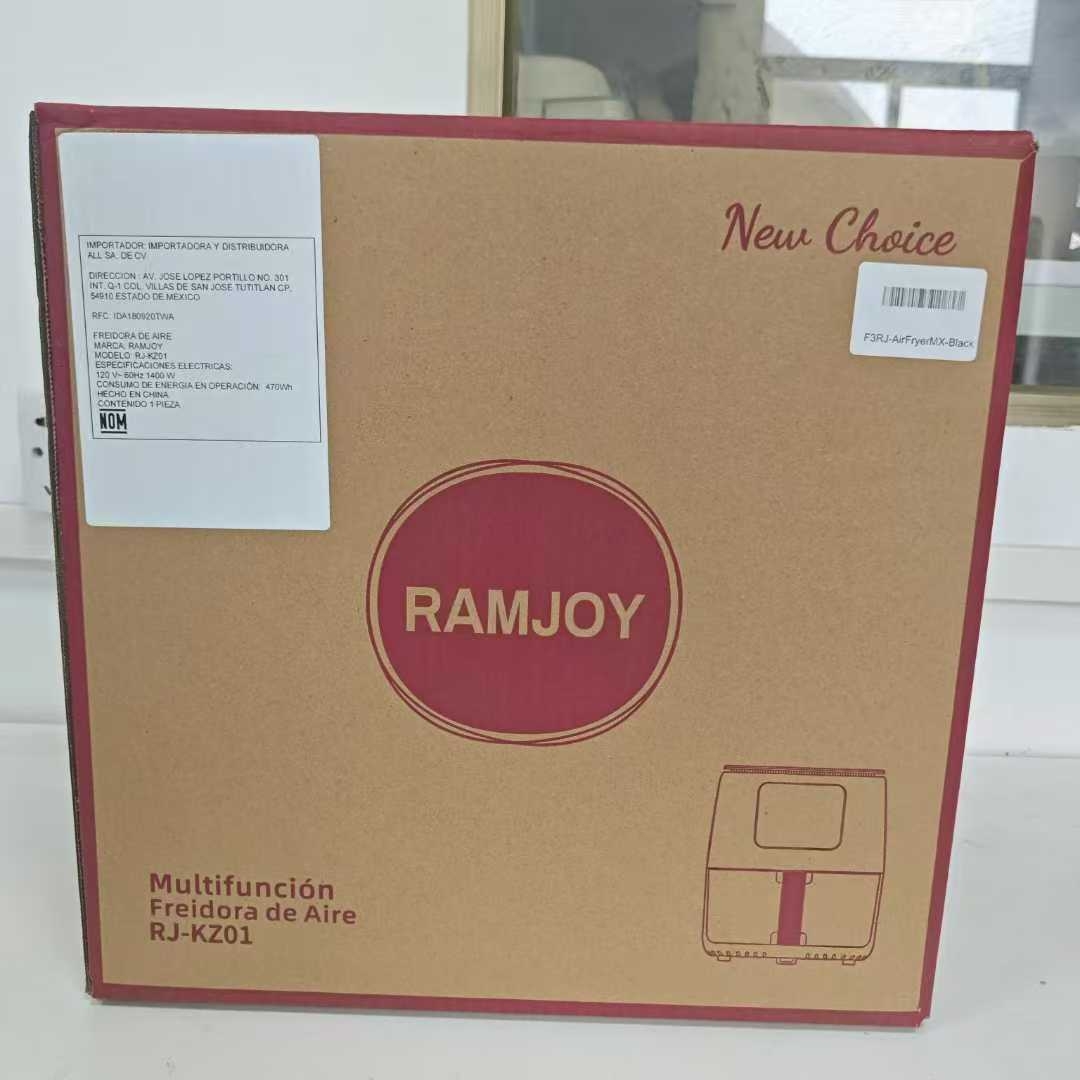 IMPORTADOR: IMPORTADORA Y DISTRIBUIDORA
ALL SA. DE CV
DIRECCION : AV. JOSE LOPEZ PORTILLO NO. 301
INT. Q-1 COL. VILLAS DE SAN JOSE TUTITLAN CP.
54910 ESTADO DE MEXICO
RFC: IDA180920TWA
FREIDORA DE AIRE
MARCA: RAMJOY
MODELO: RJ-KZ01
ESPECIFICACIONES ELECTRICAS:
120 V~ 60Hz 1400 W
CONSUMO DE ENERGIA EN OPERACIÓN: 470Wh
HECHO EN CHINA
CONTENIDO 1 PIEZA
NOM
New Choice
F3RJ-AirFryerMX-Black
RAMJOY
Multifunción
Freidora de Aire
RJ-KZ01